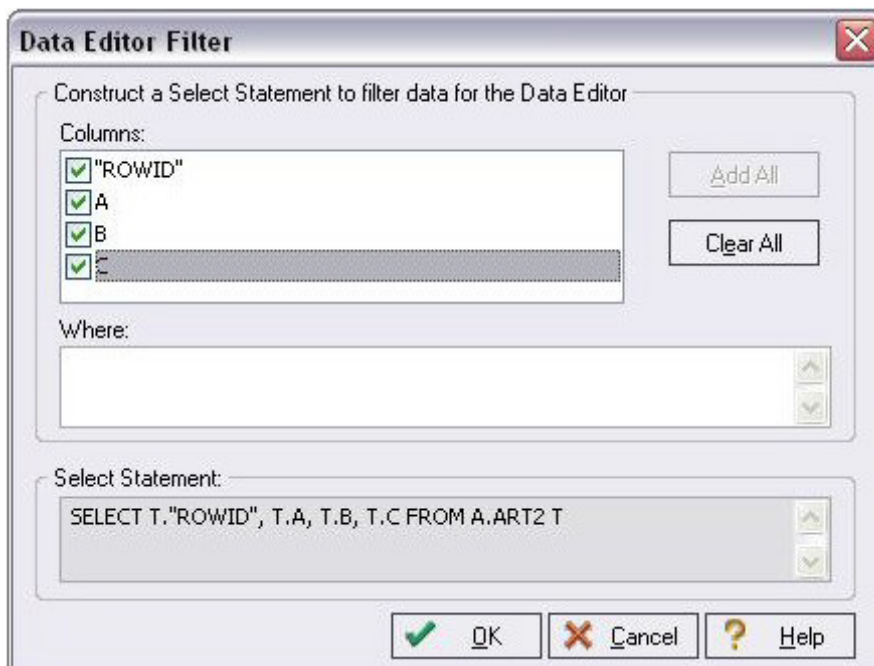 Data Editor Filter
Construct a Select Statement to filter data for the Data Editor
Columns:
"ROWID"
A
B
C
Add All
Clear All
Where:
Select Statement:
SELECT T."ROWID", T.A, T.B, T.C FROM A.ART2 T
OK
Cancel
Help